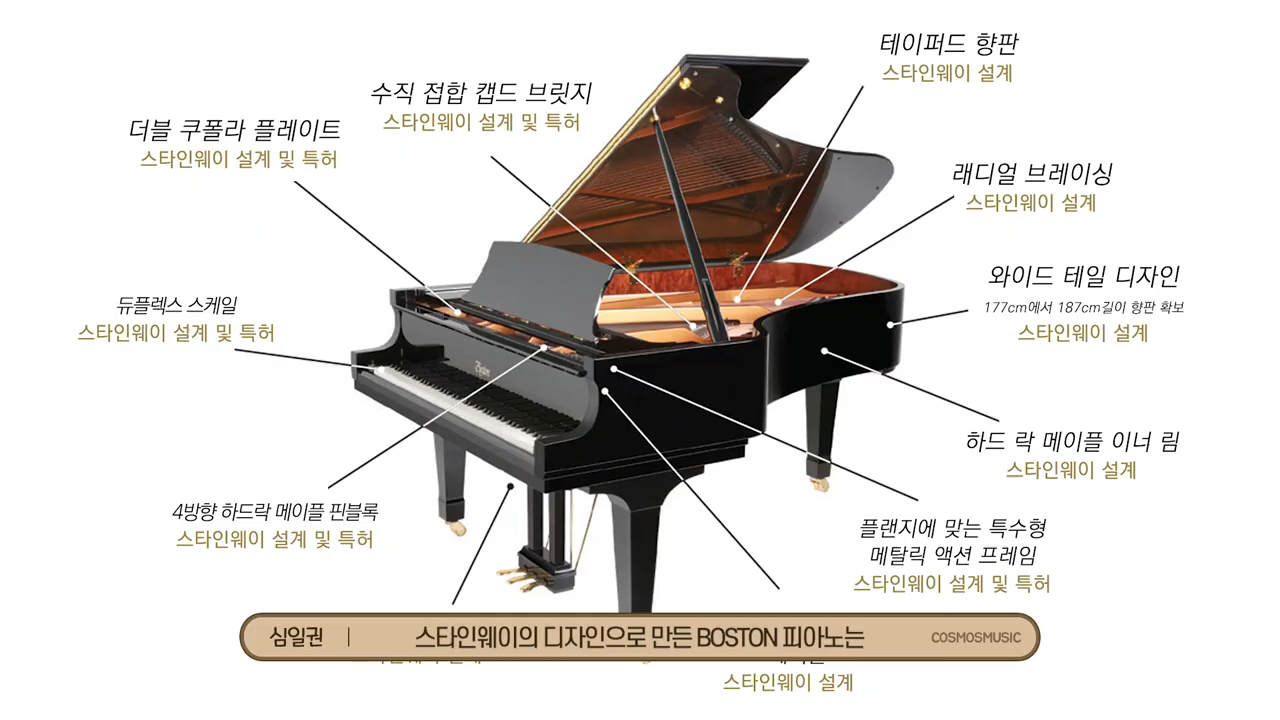 테이퍼드 향판
스타인웨이 설계
수직 접합 캡드 브릿지
스타인웨이 설계 및 특허
더블 쿠폴라 플레이트
스타인웨이 설계 및 특허
래디얼 브레이싱
스타인웨이 설계
와이드 테일 디자인
177cm에서 187cm길이 향판 확보
스타인웨이 설계
듀플렉스 스케일
스타인웨이 설계 및 특허
하드 락 메이플 이너 림
스타인웨이 설계
4방향 하드락 메이플 핀블록
스타인웨이 설계 및 특허
플랜지에 맞는 특수형
메탈릭 액션 프레임
스타인웨이 설계 및 특허
심일권 | 스타인웨이의 디자인으로 만든 BOSTON 피아노는 COSMOSMUSIC
스타인웨이 설계